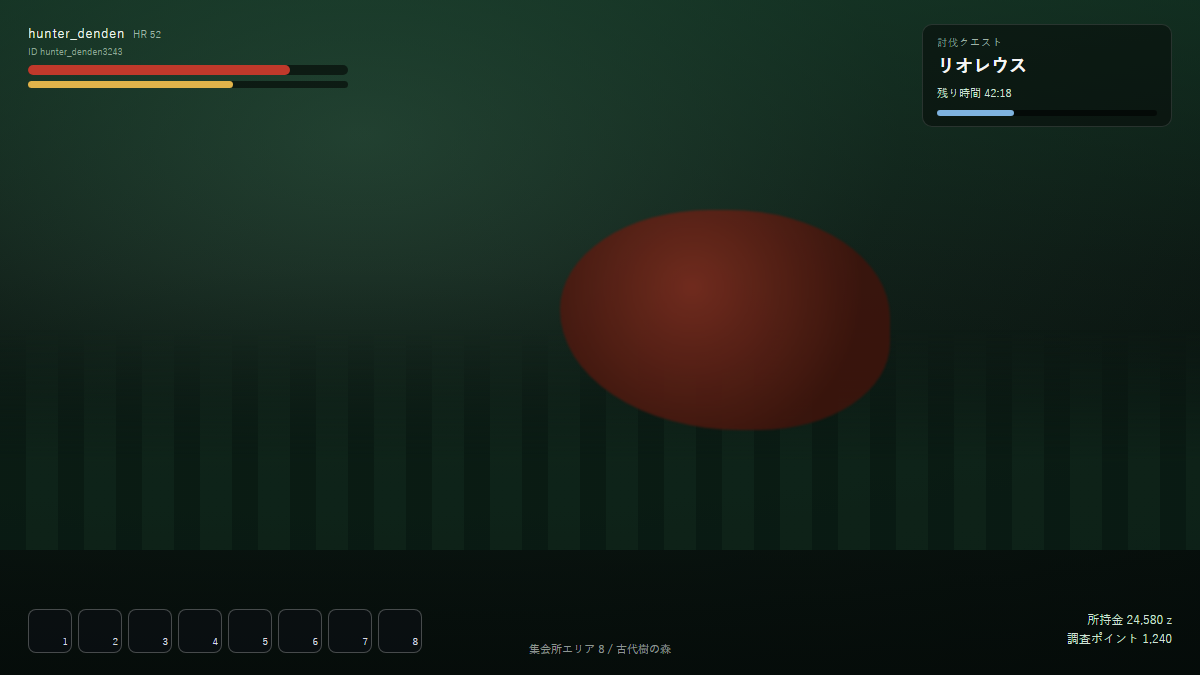 hunter_denden HR 52
ID hunter_denden3243
討伐クエスト
リオレウス
残り時間 42:18
1 2 3 4 5 6 7 8
集会所エリア 8 / 古代樹の森
所持金 24,580 z
調査ポイント 1,240